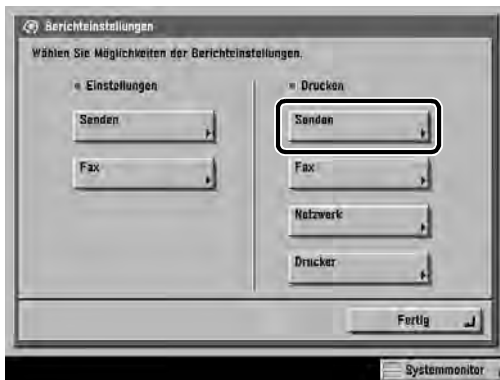 Berichteinstellungen
Wählen Sie Möglichkeiten der Berichteinstellungen.
Einstellungen
Senden
Fax
Drucken
Senden
Fax
Netzwerk
Drucker
Fertig
Systemmonitor